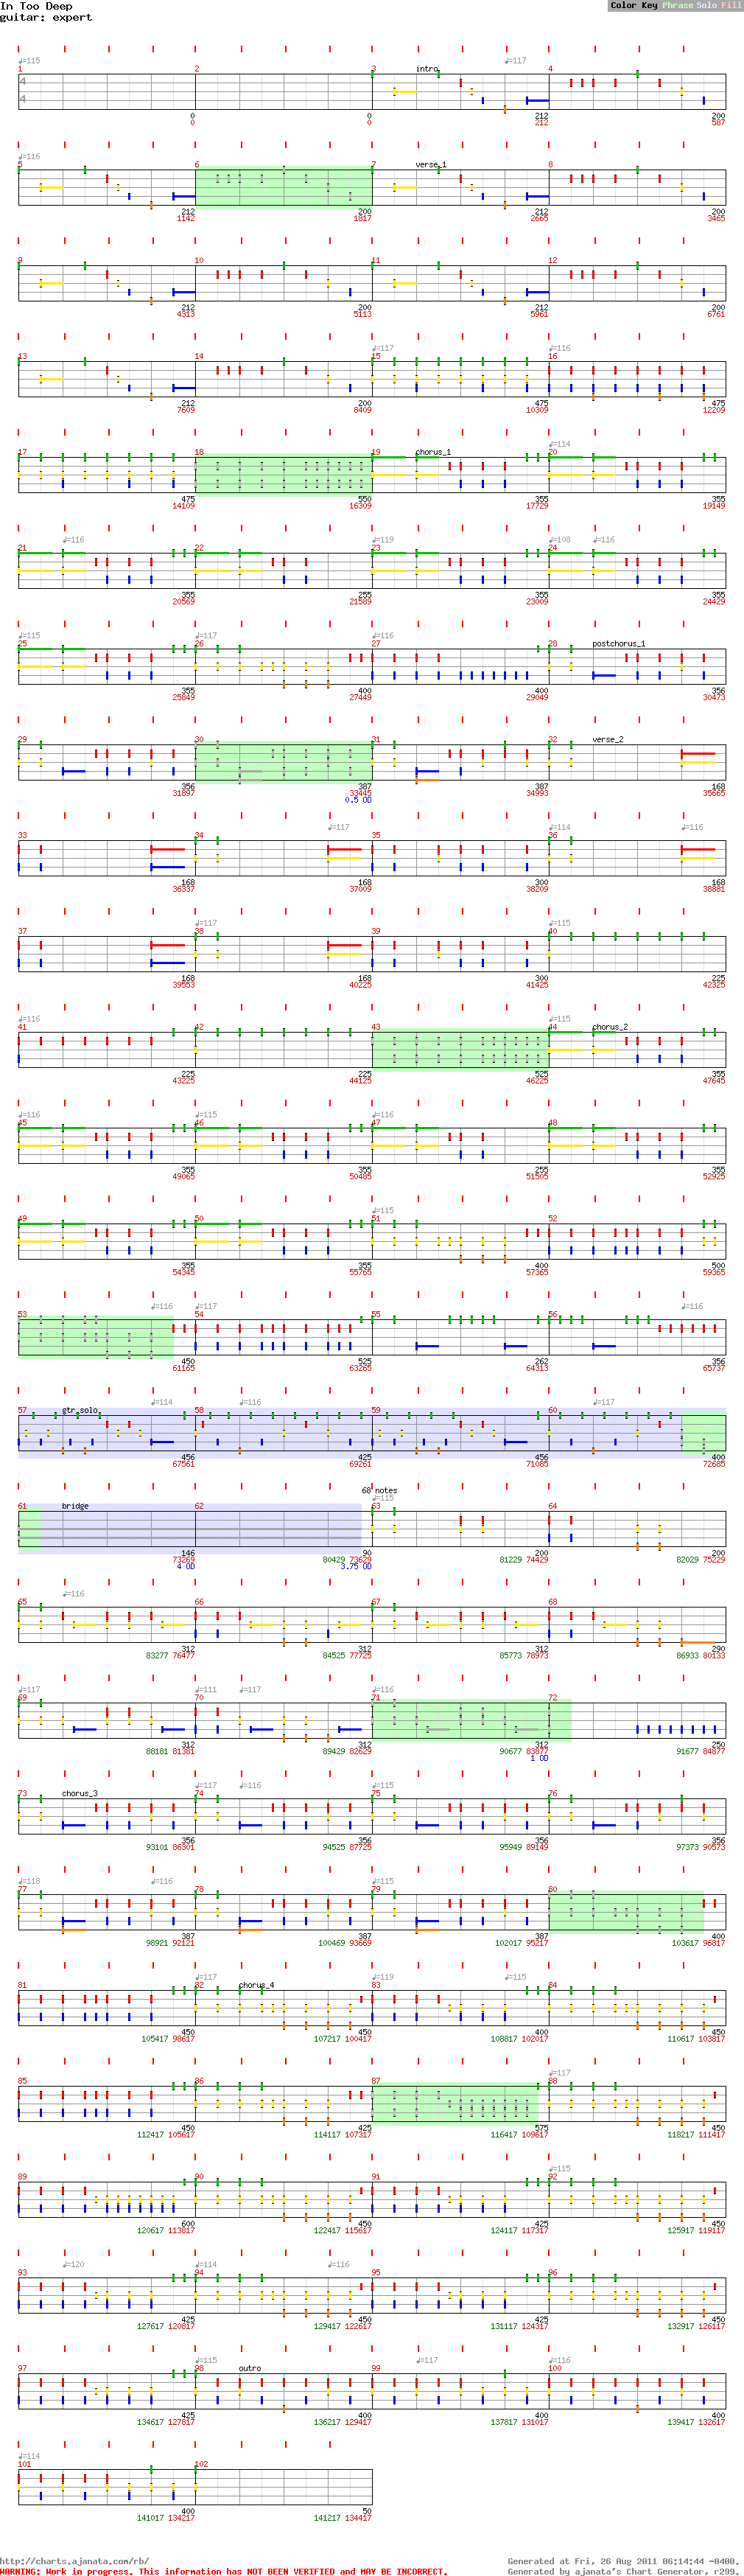 In Too Deep
guitar: expert
Color Key Phrase Solo Fill
♩=115
♩=117
1 2 3 intro 4
0 0 212 200
0 0 212 587
♩=116
5 6 7 verse_1 8
212 200 212 200
1142 1817 2665 3465
9 10 11 12
212 200 212 200
4313 5113 5961 6761
♩=117 ♩=116
13 14 15 16
212 200 475 475
7609 8409 10309 12209
♩=114
17 18 19 chorus_1 20
475 550 355 355
14109 16309 17729 19149
♩=116 ♩=119 ♩=108 ♩=116
21 22 23 24
355 355 355 355
20569 21589 23009 24429
♩=115 ♩=117 ♩=116
25 26 27 28 postchorus_1
355 400 400 356
25849 27449 29049 30473
29 30 31 32 verse_2
356 387 387 168
31897 33445 34993 35665
0.5 OD
♩=117 ♩=114 ♩=116
33 34 35 36
168 168 300 168
36337 37009 38209 38881
♩=117 ♩=115
37 38 39 40
168 168 300 225
39553 40225 41425 42325
♩=116 ♩=115
41 42 43 44 chorus_2
225 225 525 355
43225 44125 46225 47645
♩=116 ♩=115 ♩=116
45 46 47 48
355 355 255 355
49065 50485 51505 52925
♩=115
49 50 51 52
355 355 400 500
54345 55765 57365 59365
♩=116 ♩=117 ♩=116
53 54 55 56
450 525 262 356
61165 63265 64313 65737
♩=114 ♩=116 ♩=117
57 gtr_solo 58 59 60
456 425 456 400
67561 69261 71085 72685
68 notes
♩=115
61 bridge 62 63 64
146 90 200 200
73269 80429 73629 81229 74429 82029 75229
4 OD 3.75 OD
♩=116
65 66 67 68
312 312 312 290
83277 76477 84525 77725 85773 78973 86933 80133
♩=117 ♩=111 ♩=117 ♩=116
69 70 71 72
312 312 312 250
88181 81381 89429 82629 90677 83877 91677 84877
1 OD
♩=117 ♩=116 ♩=115
73 chorus_3 74 75 76
356 356 356 356
93101 86301 94525 87725 95949 89149 97373 90573
♩=118 ♩=116 ♩=115
77 78 79 80
387 387 387 400
98921 92121 100469 93669 102017 95217 103617 96817
♩=117 ♩=119 ♩=115
81 82 chorus_4 83 84
450 450 400 450
105417 98617 107217 100417 108817 102017 110617 103817
♩=117
85 86 87 88
450 425 575 450
112417 105617 114117 107317 116417 109617 118217 111417
♩=115
89 90 91 92
600 450 425 450
120617 113817 122417 115617 124117 117317 125917 119117
♩=120 ♩=114 ♩=116
93 94 95 96
425 450 425 450
127617 120817 129417 122617 131117 124317 132917 126117
♩=115 ♩=117 ♩=116
97 98 outro 99 100
425 400 400 400
134617 127817 136217 129417 137817 131017 139417 132617
♩=114
101 102
400 50
141017 134217 141217 134417
http://charts.ajanata.com/rb/ Generated at Fri, 26 Aug 2011 06:14:44 -0400.
WARNING: Work in progress. This information has NOT BEEN VERIFIED and MAY BE INCORRECT. Generated by ajanata's Chart Generator, r299.